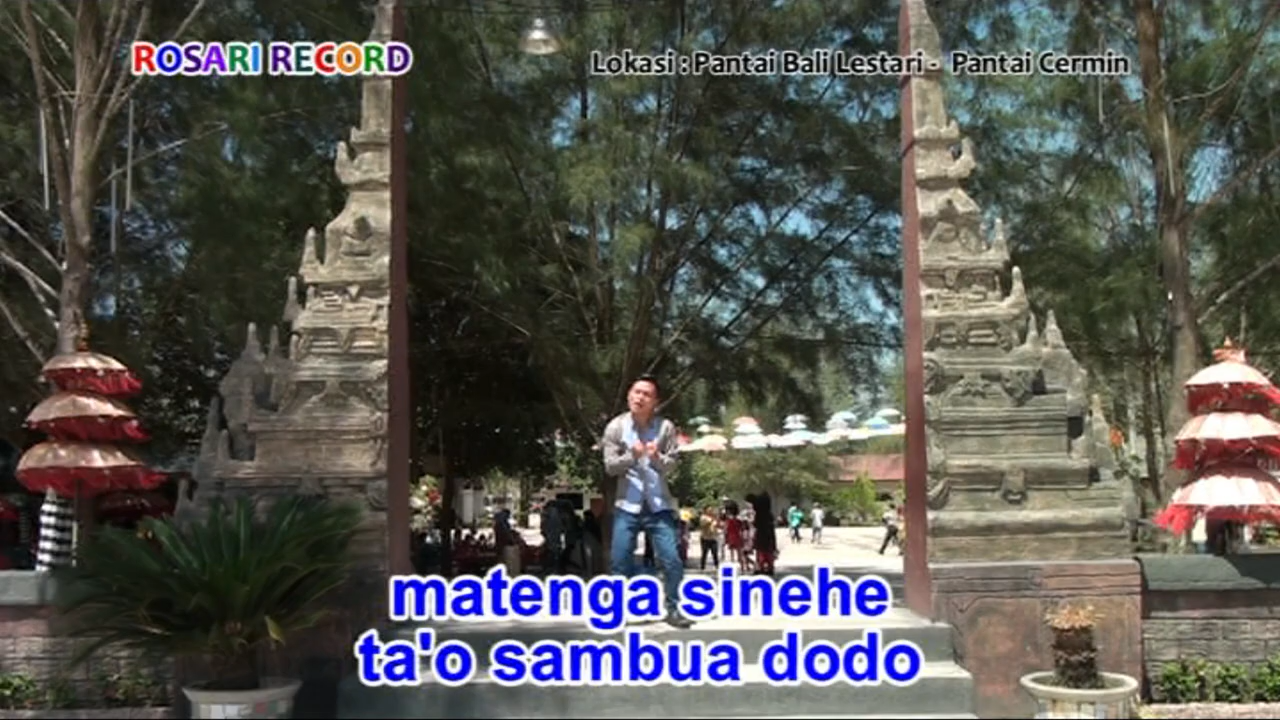 ROSARI RECORD
Lokasi : Pantai Bali Lestari - Pantai Cermin
matenga sinehe
ta'o sambua dodo